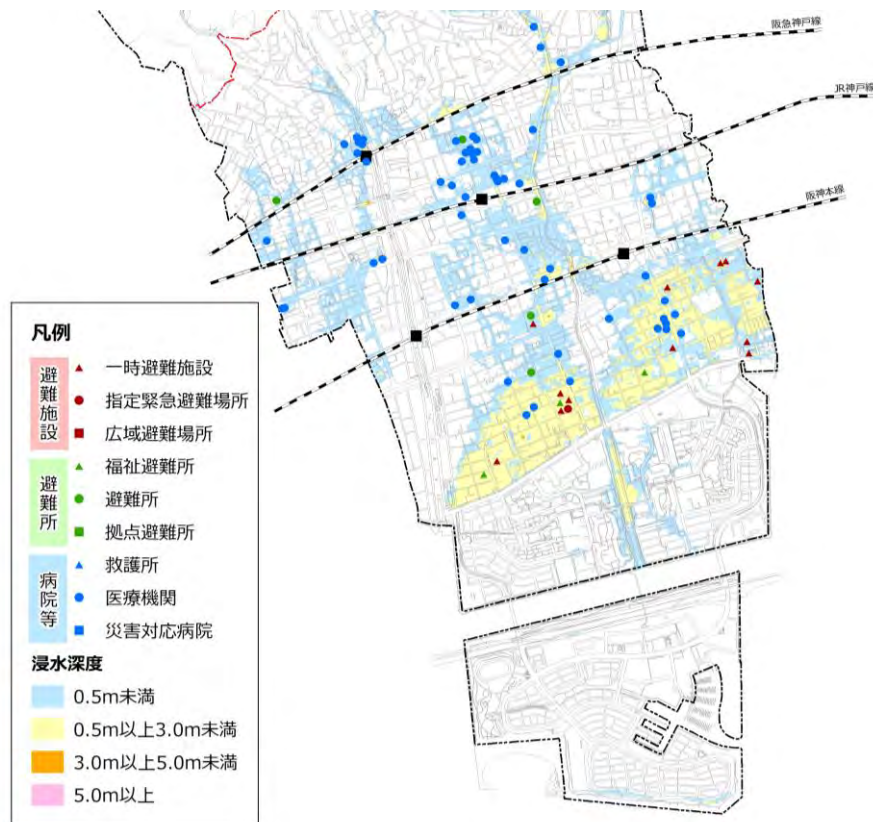 阪急神戸線
JR神戸線
阪神本線
凡例
避難施設
一時避難施設
指定緊急避難場所
広域避難場所
避難所
福祉避難所
避難所
拠点避難所
病院等
救護所
医療機関
災害対応病院
浸水深度
0.5m未満
0.5m以上3.0m未満
3.0m以上5.0m未満
5.0m以上